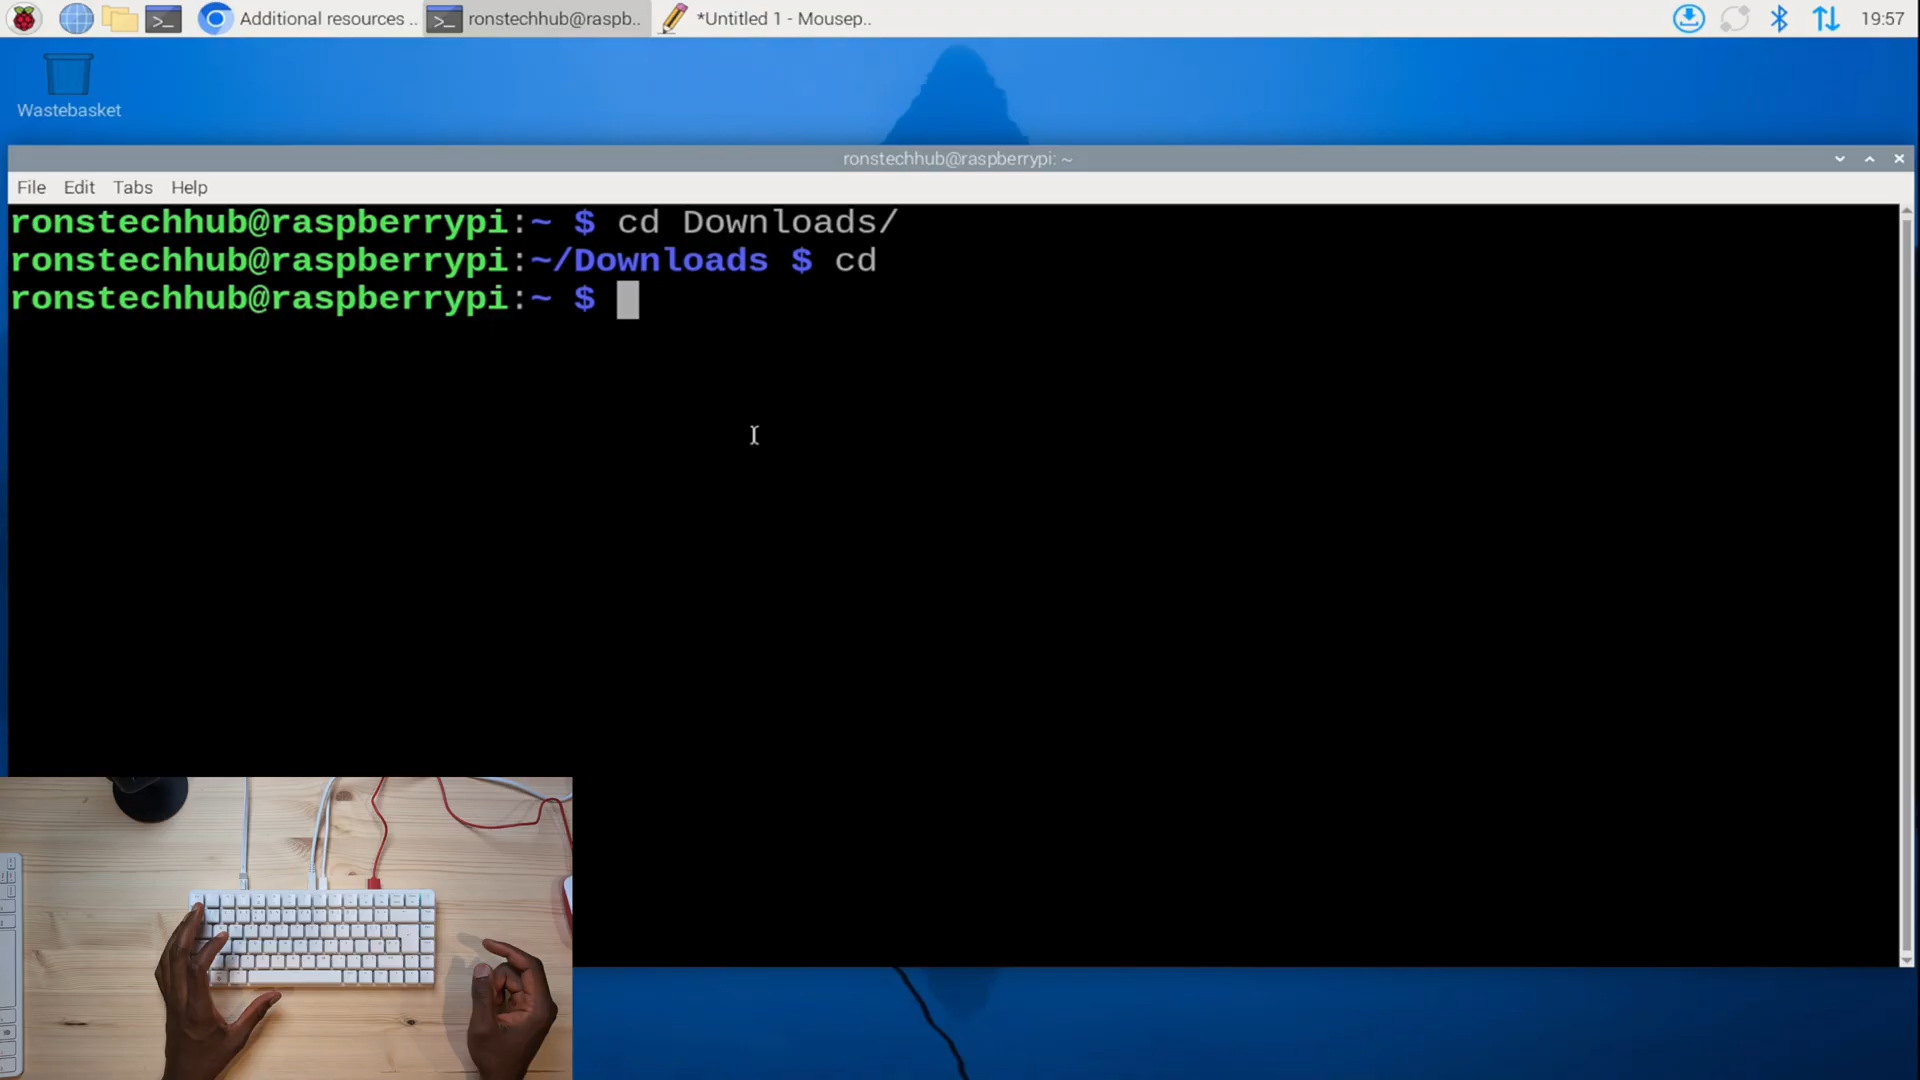 Additional resources ..
ronstechhub@raspb..
*Untitled 1 - Mousep..
19:57
Wastebasket
ronstechhub@raspberrypi: ~
File Edit Tabs Help
ronstechhub@raspberrypi:~ $ cd Downloads/
ronstechhub@raspberrypi:~/Downloads $ cd
ronstechhub@raspberrypi:~ $